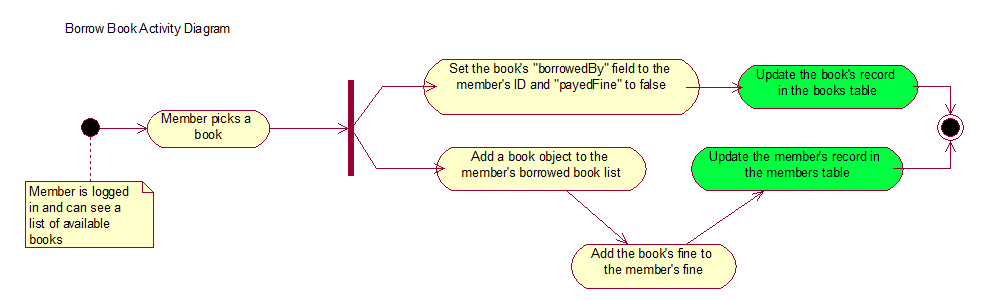 Borrow Book Activity Diagram
Set the book's "borrowedBy" field to the
member's ID and "payedFine" to false
Update the book's record
in the books table
Member picks a
book
Add a book object to the
member's borrowed book list
Update the member's record in
the members table
Member is logged
in and can see a
list of available
books
Add the book's fine to
the member's fine